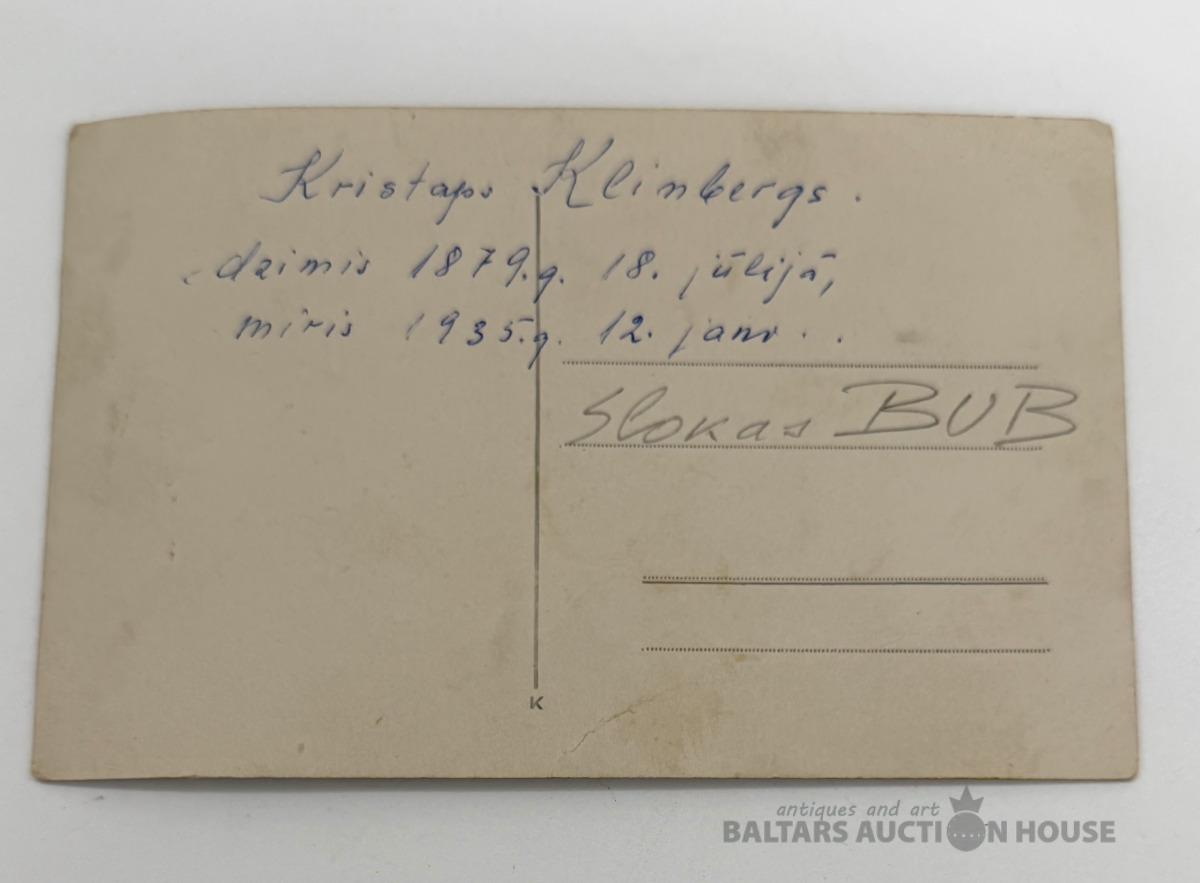 Kristaps Klinbergs.
dzimis 1879.g. 18. jūlijā,
miris 1935.g. 12. janv..
Slokas BUB
K
antiques and art
BALTARS AUCTION HOUSE